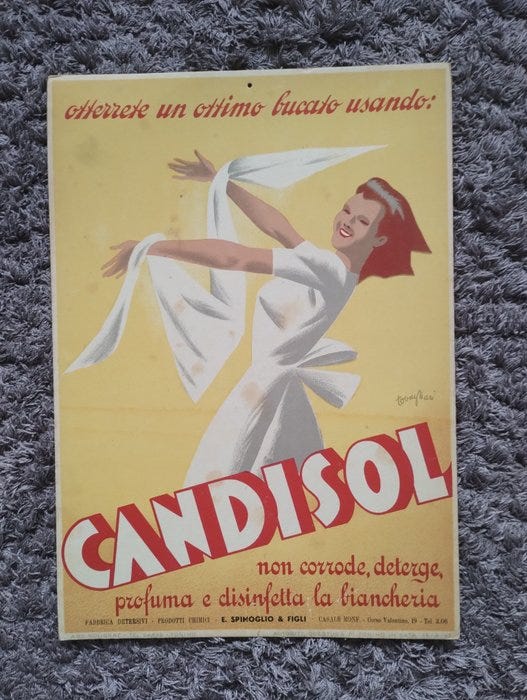 otterrete un ottimo bucato usando:
CANDISOL
non corrode, deterge,
profuma e disinfetta la biancheria
FABBRICA DETERSIVI - PRODOTTI CHIMICI - E. SPINOGLIO & FIGLI - CASALE MONF. - Corso Valentino, 19 - Tel 3.06